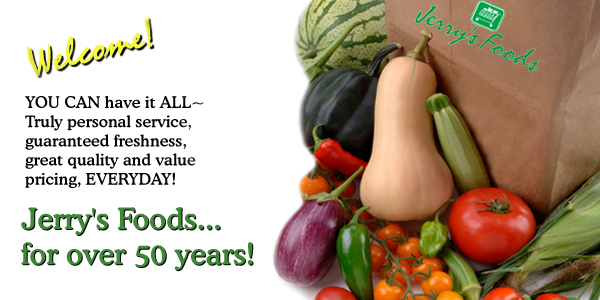 Welcome!
Jerry's Foods
YOU CAN have it ALL~
Truly personal service,
guaranteed freshness,
great quality and value
pricing, EVERYDAY!
Jerry's Foods...
for over 50 years!